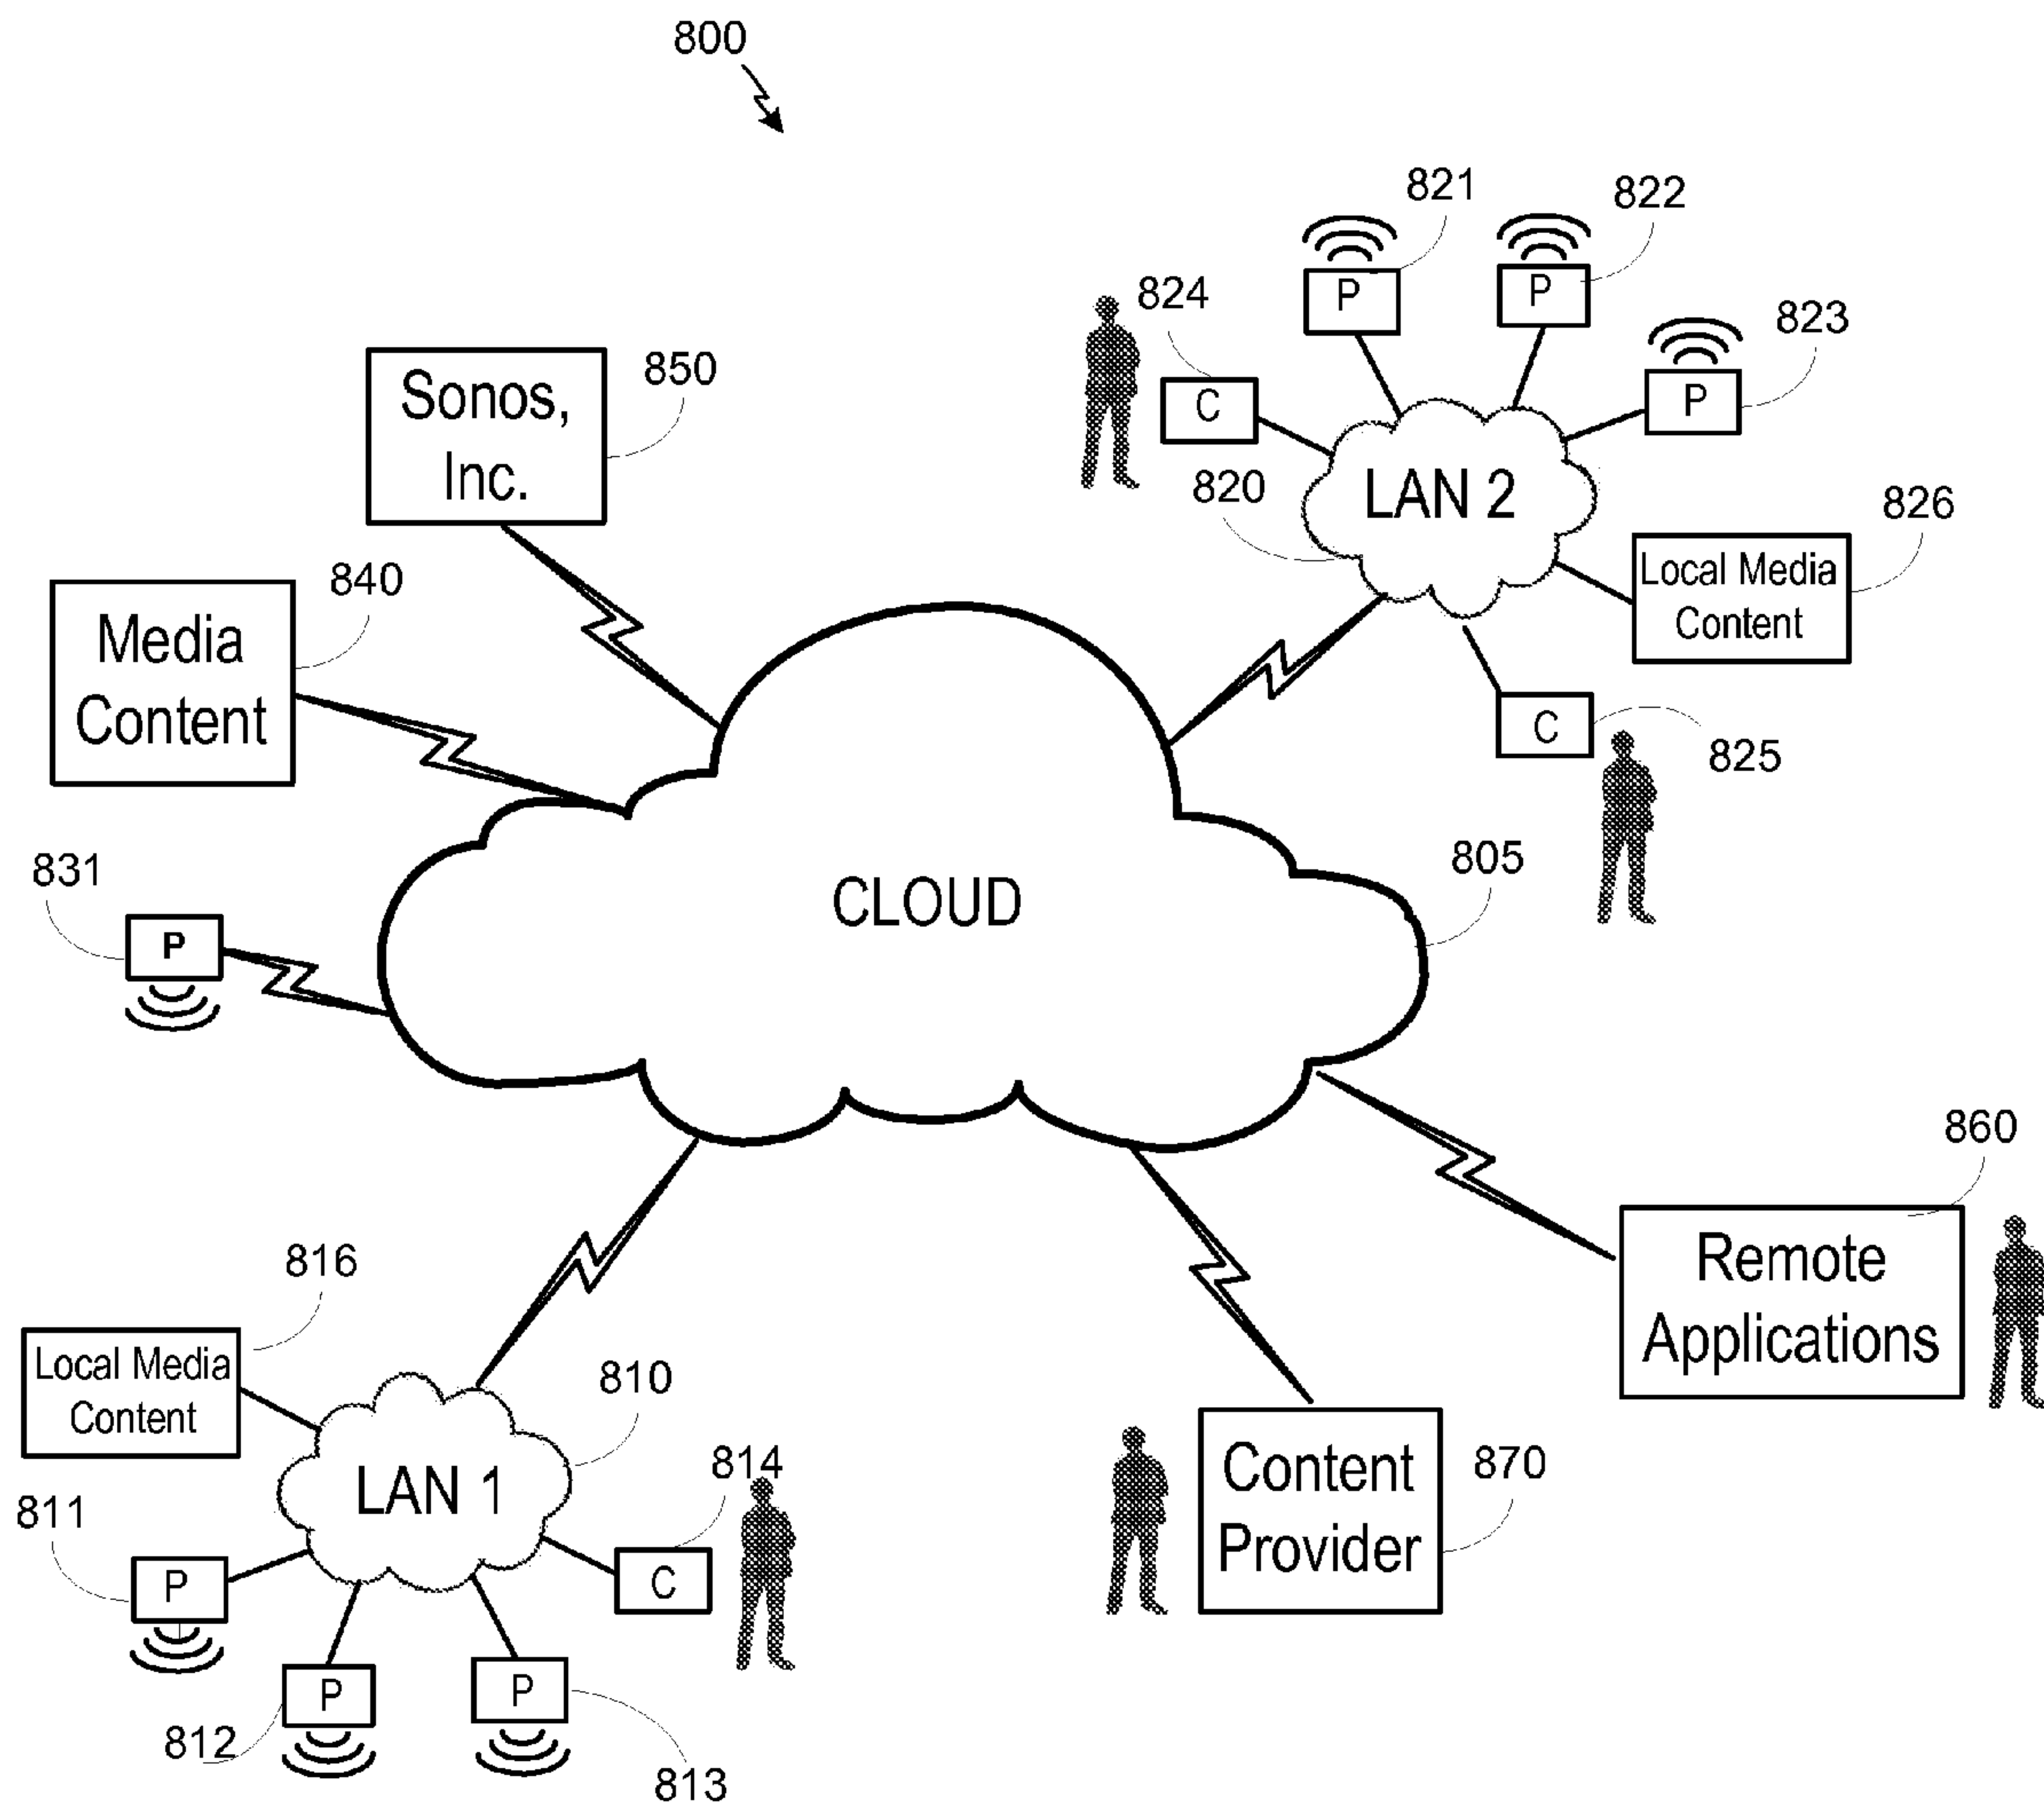 800
821
822
824
P
P
823
850
Sonos,
Inc.
C
P
820
LAN 2
826
840
Local Media
Content
Media
Content
C
825
831
805
P
CLOUD
860
816
Remote
Applications
Local Media
Content
810
814
Content
Provider
870
811
LAN 1
P
C
P
P
812
813